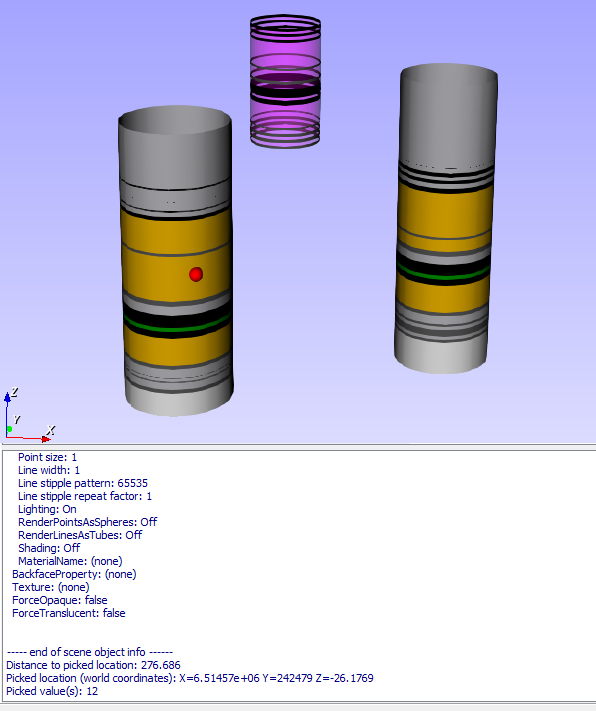 Z
Y
X
Point size: 1
Line width: 1
Line stipple pattern: 65535
Line stipple repeat factor: 1
Lighting: On
RenderPointsAsSpheres: Off
RenderLinesAsTubes: Off
Shading: Off
MaterialName: (none)
BackfaceProperty: (none)
Texture: (none)
ForceOpaque: false
ForceTranslucent: false
----- end of scene object info ------
Distance to picked location: 276.686
Picked location (world coordinates): X=6.51457e+06 Y=242479 Z=-26.1769
Picked value(s): 12